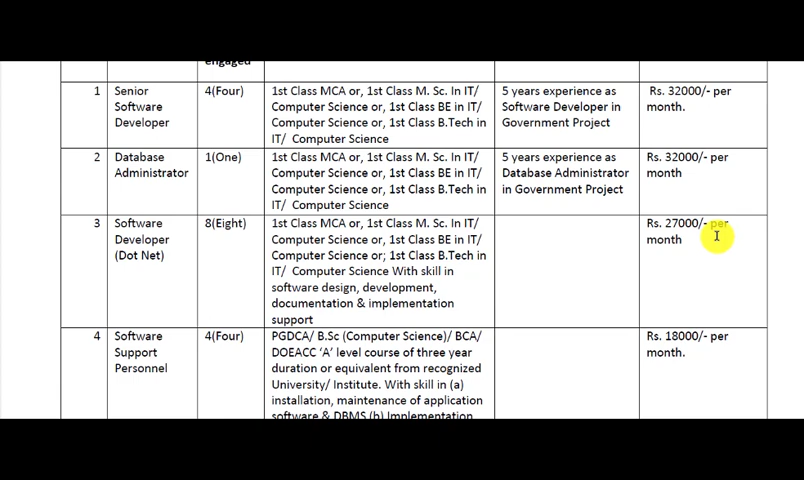 engaged
1 Senior Software Developer 4(Four) 1st Class MCA or, 1st Class M. Sc. In IT/ 5 years experience as Rs. 32000/- per
Computer Science or, 1st Class BE in IT/ Software Developer in month.
Computer Science or, 1st Class B.Tech in Government Project
IT/ Computer Science
2 Database Administrator 1(One) 1st Class MCA or, 1st Class M. Sc. In IT/ 5 years experience as Rs. 32000/- per
Computer Science or, 1st Class BE in IT/ Database Administrator month
Computer Science or, 1st Class B.Tech in in Government Project
IT/ Computer Science
3 Software Developer (Dot Net) 8(Eight) 1st Class MCA or, 1st Class M. Sc. In IT/ Rs. 27000/- per
Computer Science or, 1st Class BE in IT/ month
Computer Science or; 1st Class B.Tech in
IT/ Computer Science With skill in
software design, development,
documentation & implementation
support
4 Software Support Personnel 4(Four) PGDCA/ B.Sc (Computer Science)/ BCA/ Rs. 18000/- per
DOEACC 'A' level course of three year month.
duration or equivalent from recognized
University/ Institute. With skill in (a)
installation, maintenance of application
software & DBMS (b) Implementation